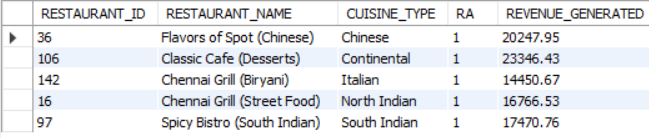 RESTAURANT_ID RESTAURANT_NAME CUISINE_TYPE RA REVENUE_GENERATED
36 Flavors of Spot (Chinese) Chinese 1 20247.95
106 Classic Cafe (Desserts) Continental 1 23346.43
142 Chennai Grill (Biryani) Italian 1 14450.67
16 Chennai Grill (Street Food) North Indian 1 16766.53
97 Spicy Bistro (South Indian) South Indian 1 17470.76